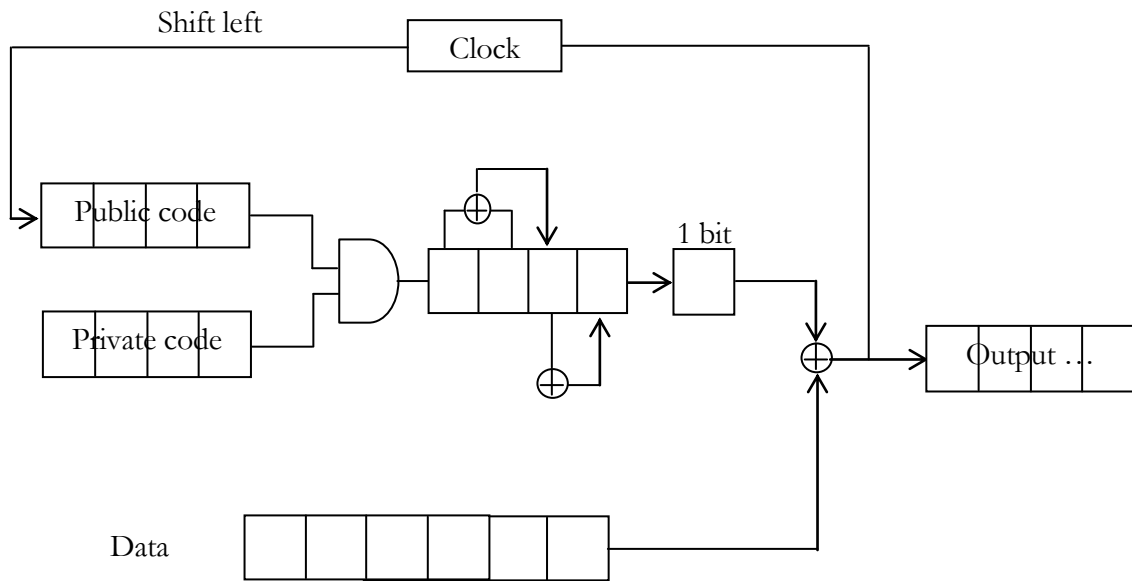 Shift left
Clock
Public code
1 bit
Private code
Output …
Data